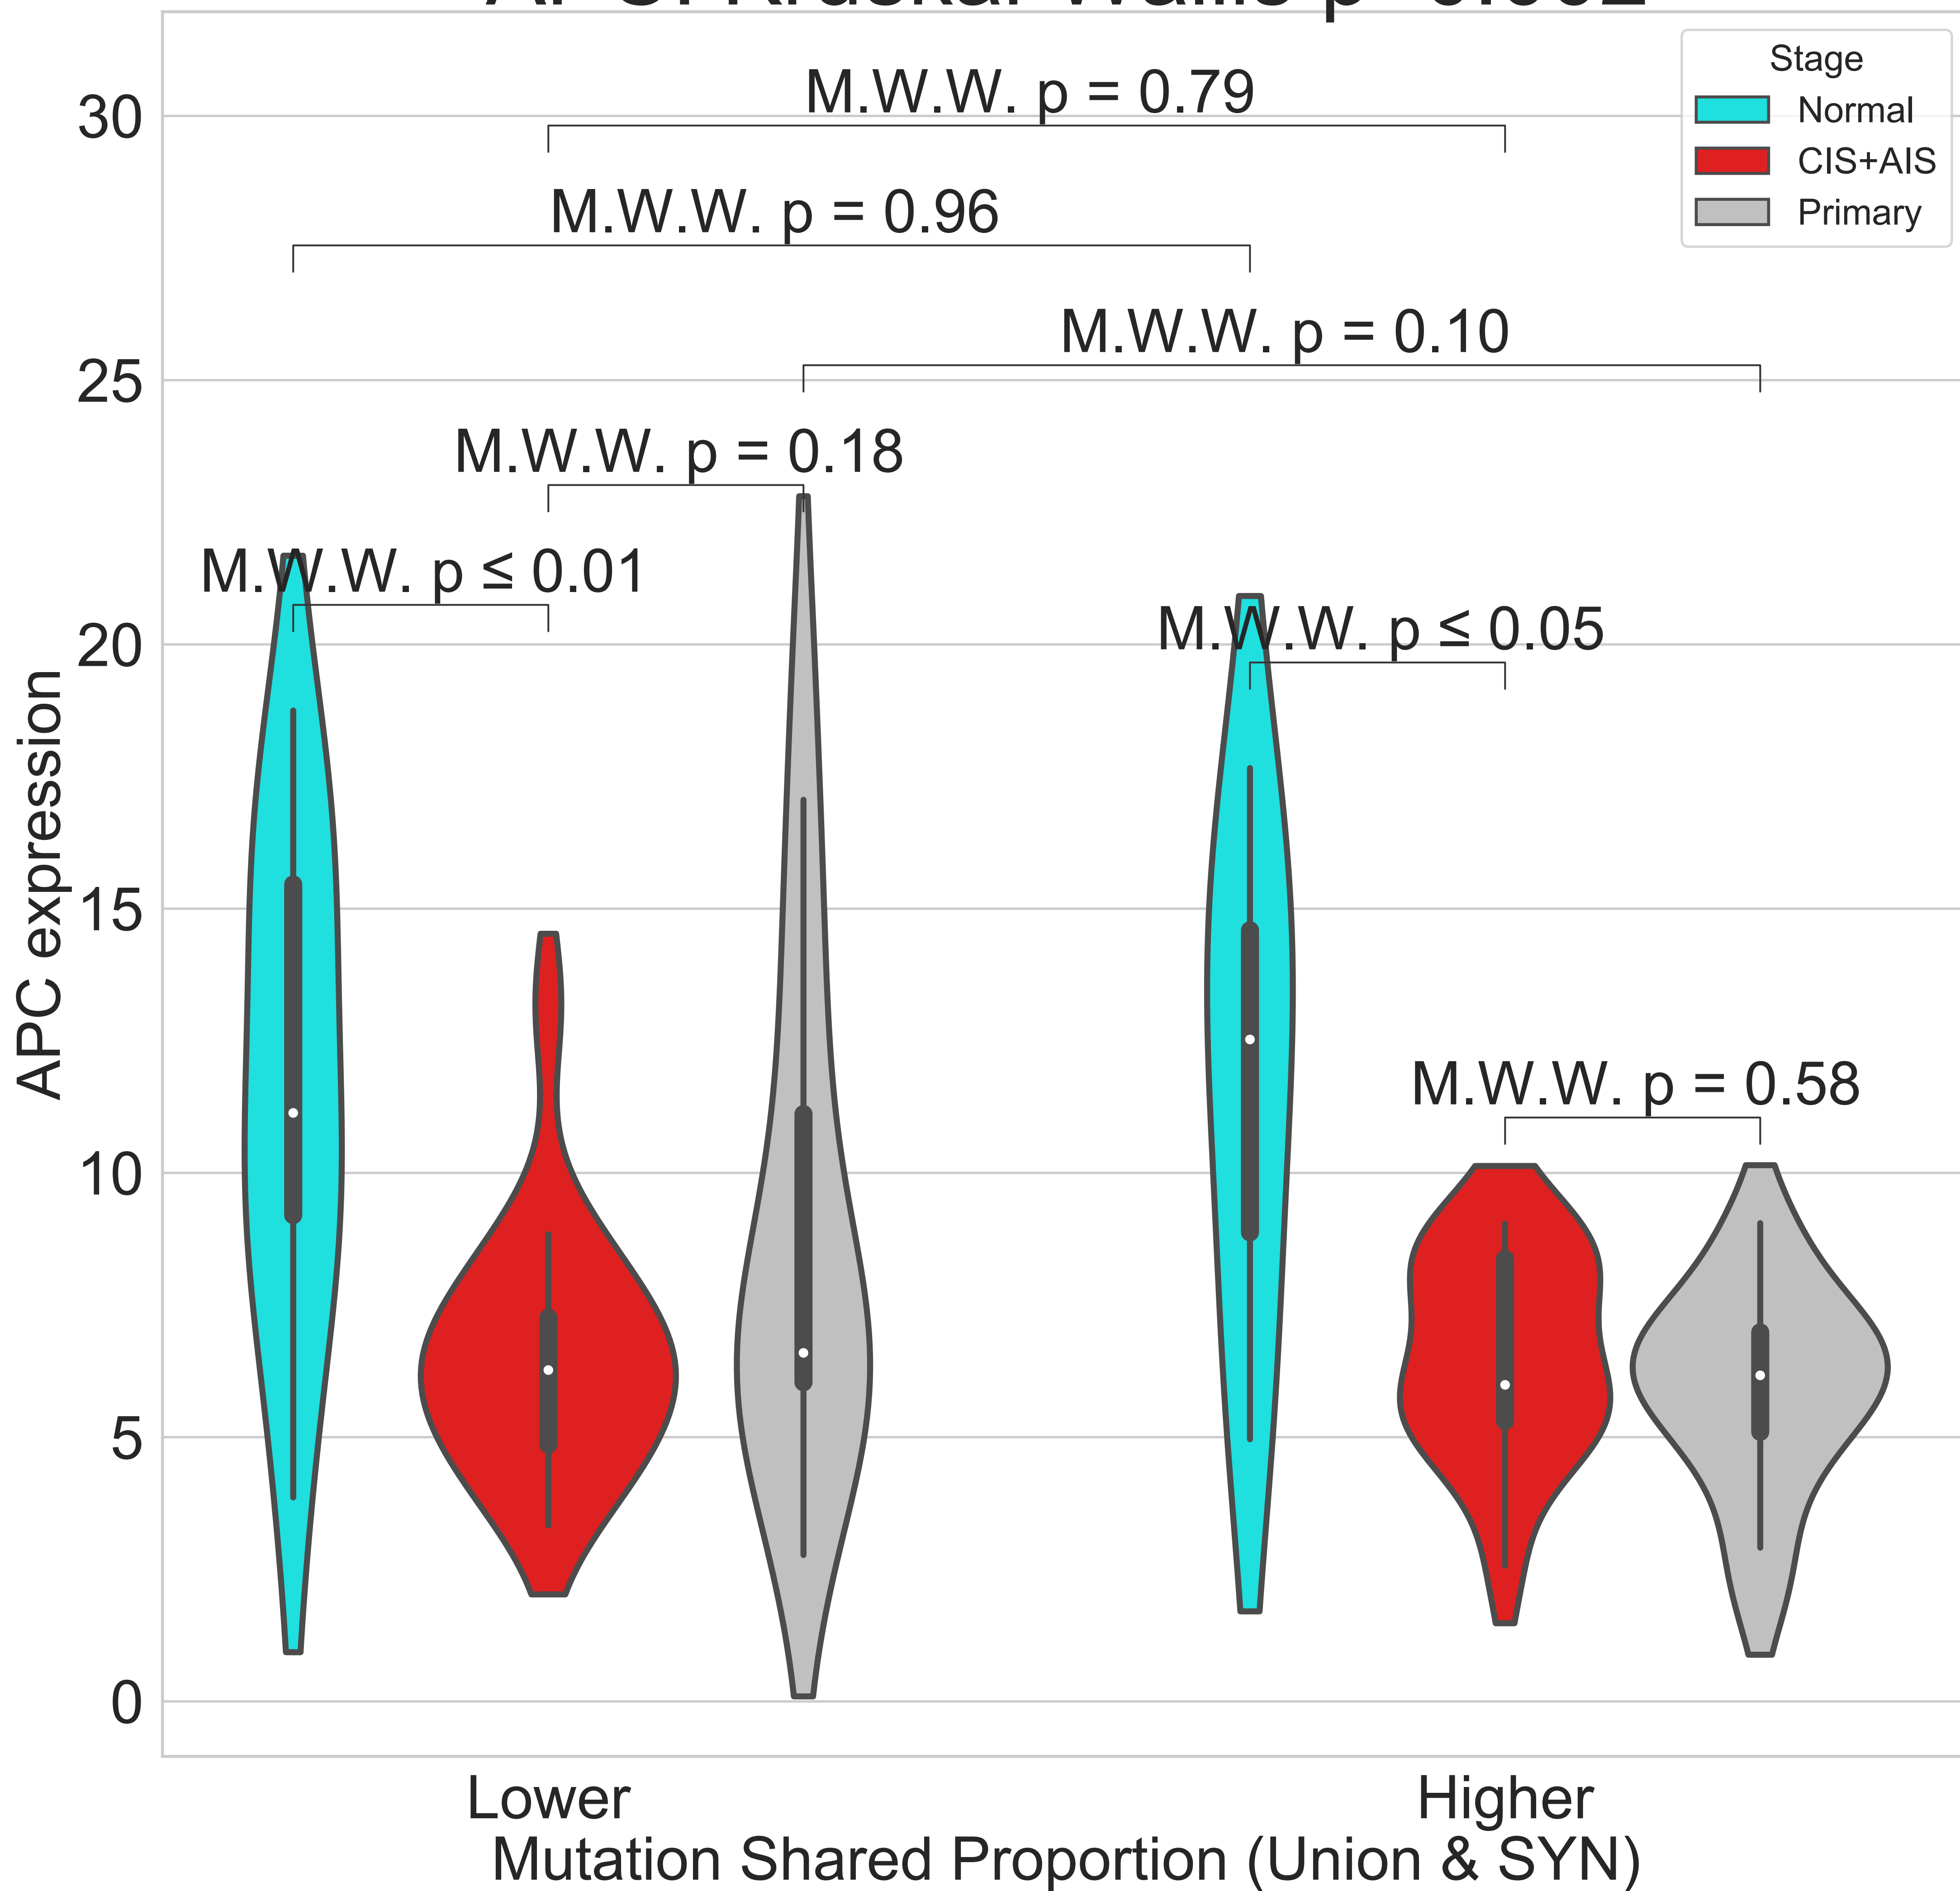 Stage
Normal
CIS+AIS
Primary
M.W.W. p = 0.79
M.W.W. p = 0.96
M.W.W. p = 0.10
M.W.W. p = 0.18
M.W.W. p ≤ 0.01
M.W.W. p ≤ 0.05
M.W.W. p = 0.58
30
25
20
15
10
5
0
APC expression
Lower
Higher
Mutation Shared Proportion (Union & SYN)